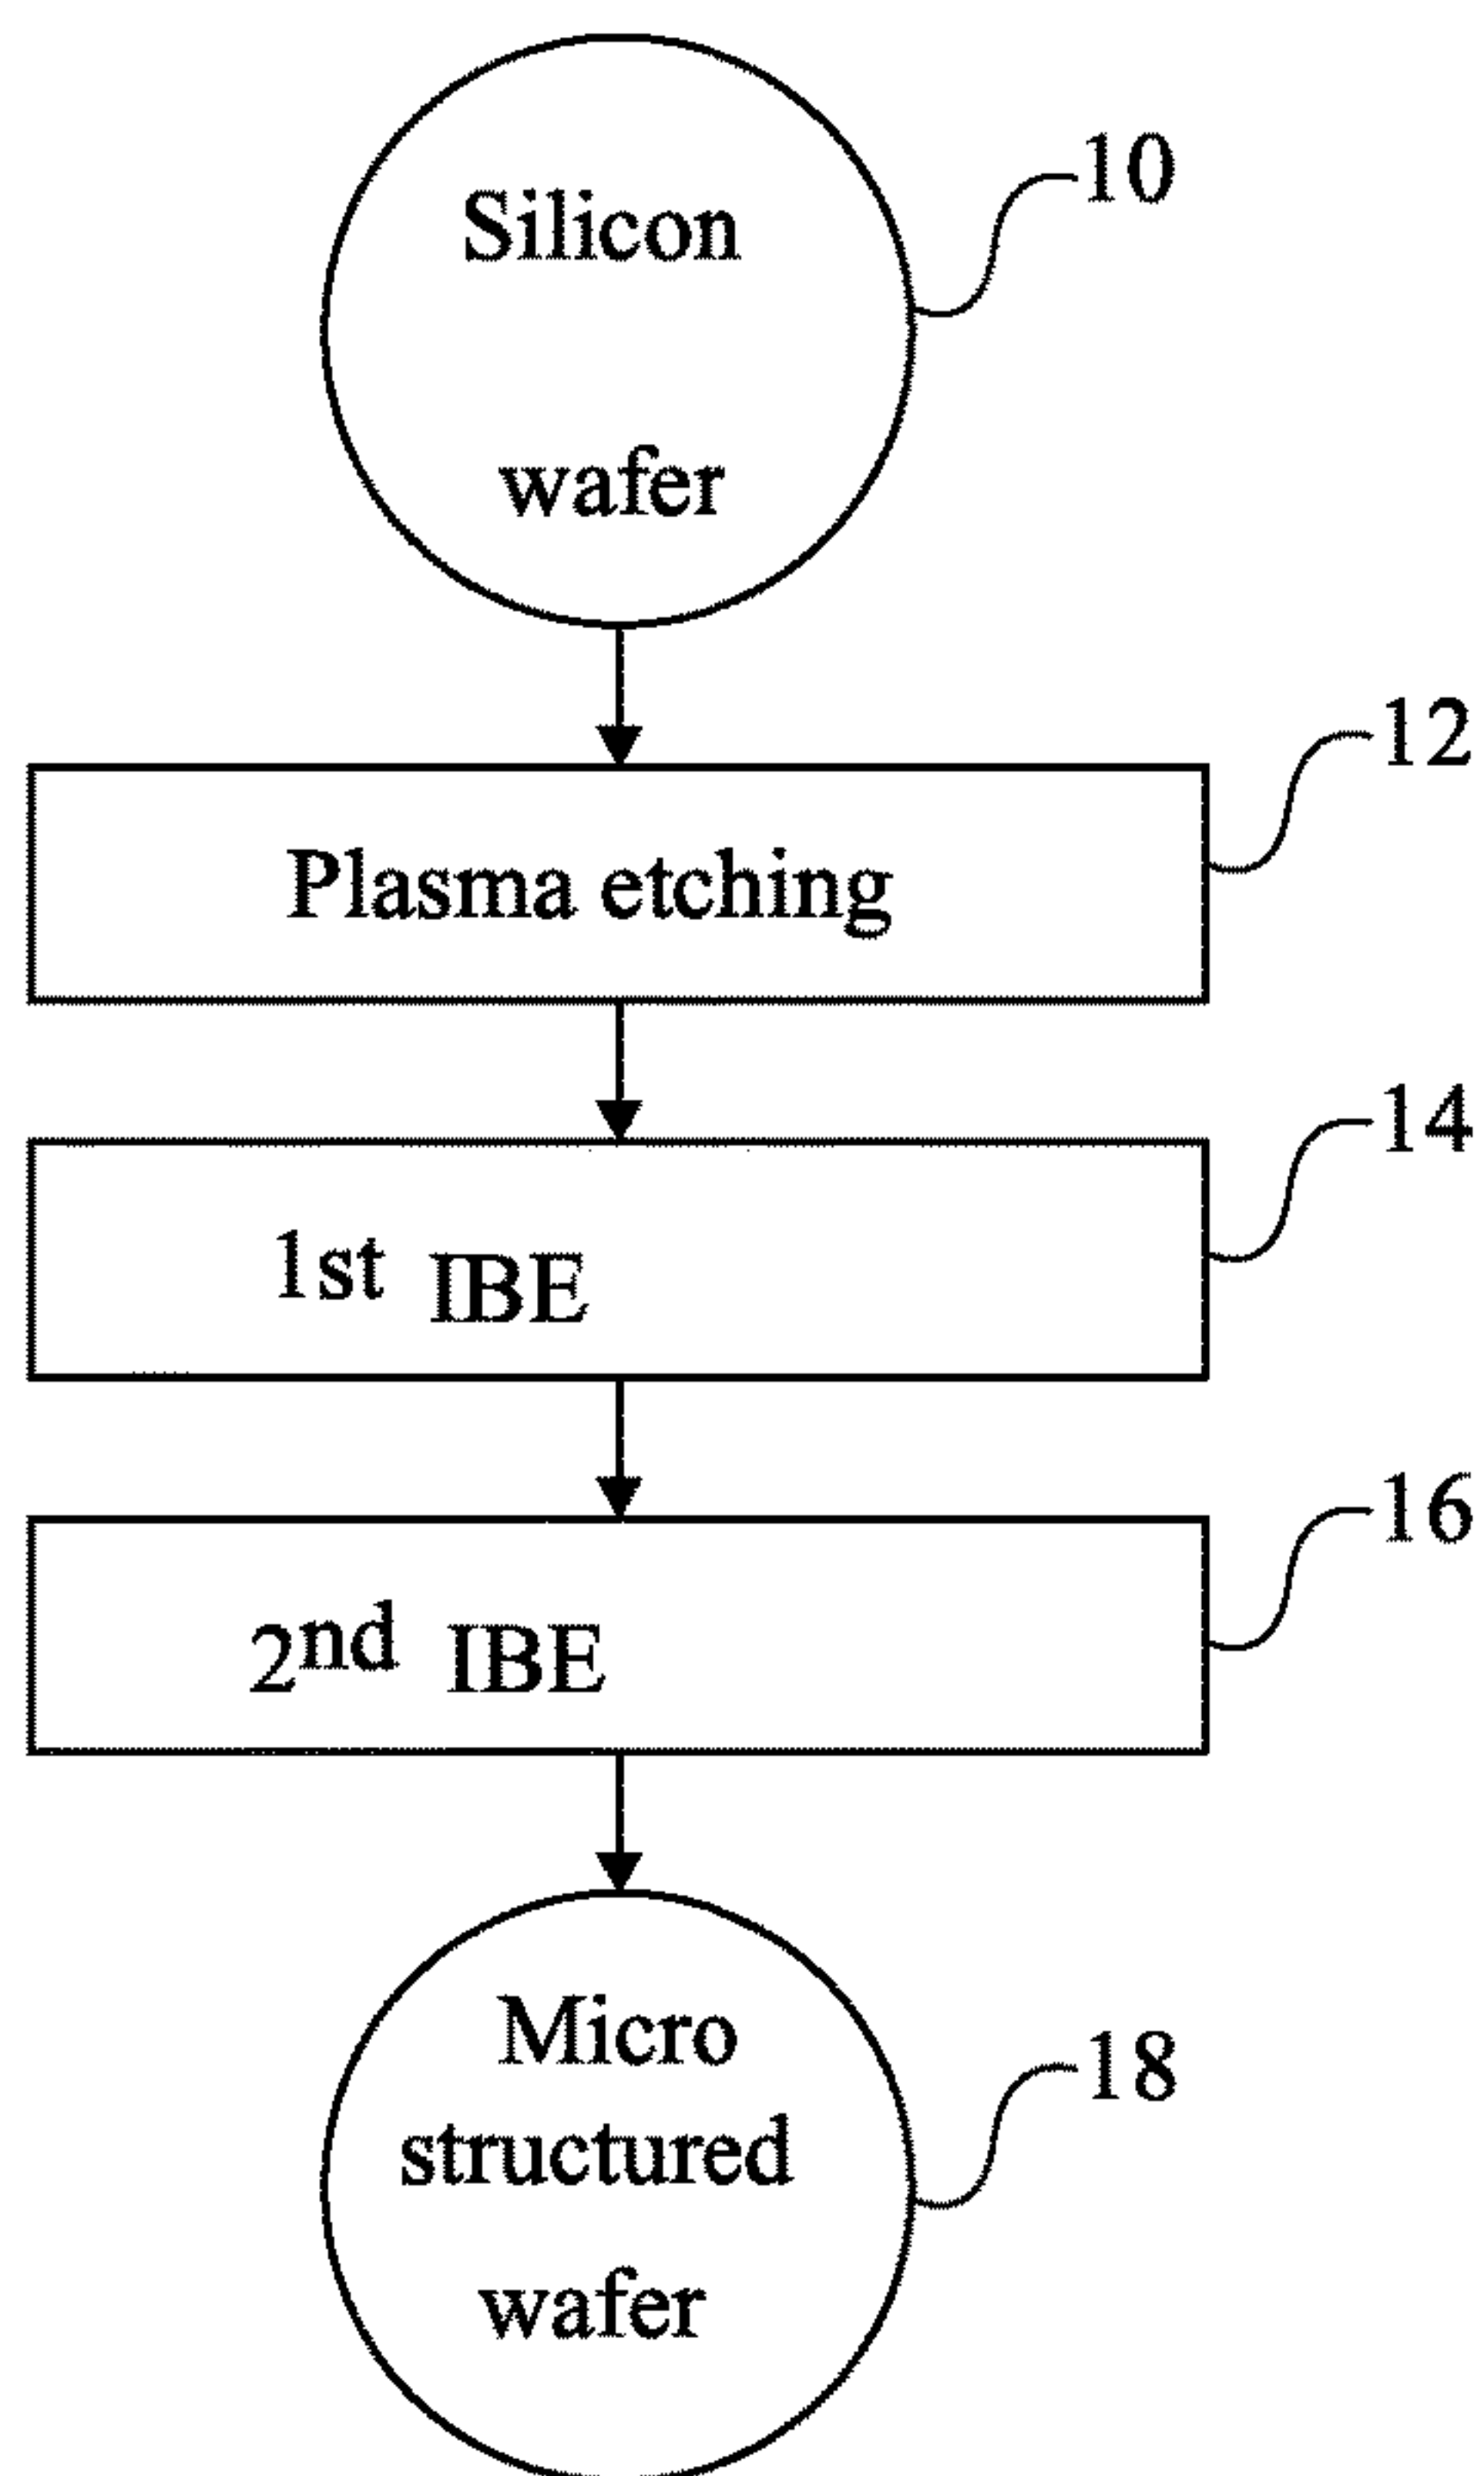 Silicon
10
wafer
12
Plasma etching
14
1st IBE
16
2nd IBE
Micro
18
structured
wafer